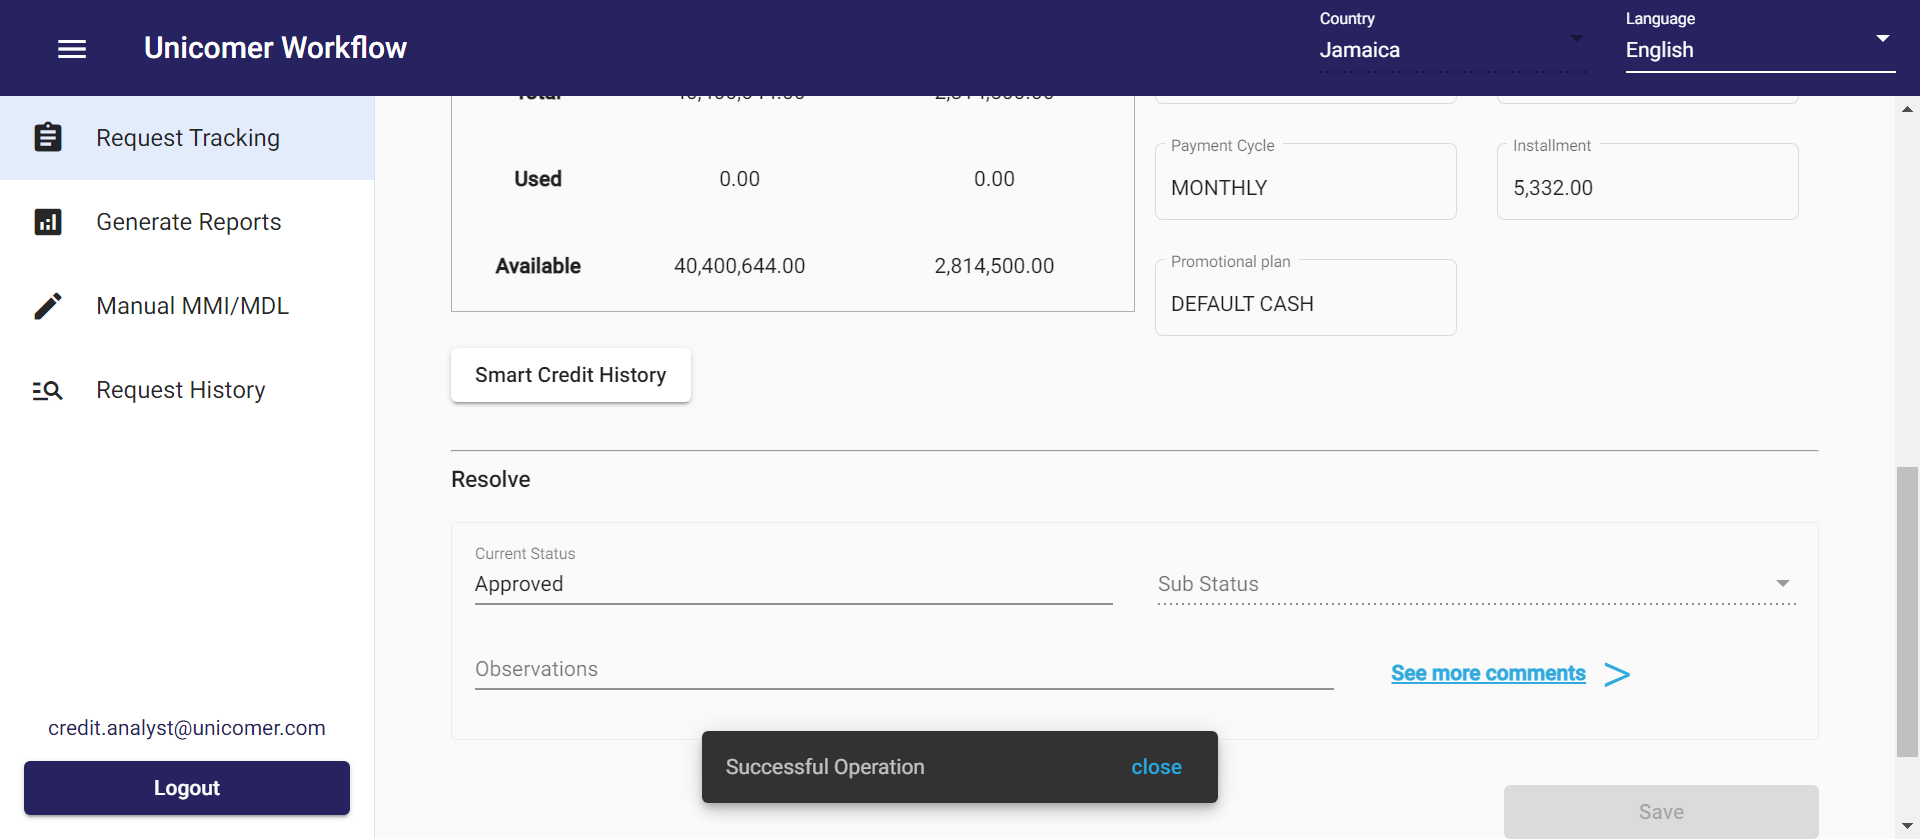 Unicomer Workflow
Country
Jamaica
Language
English
Request Tracking
Generate Reports
Manual MMI/MDL
Request History
credit.analyst@unicomer.com
Logout
Used 0.00 0.00
Available 40,400,644.00 2,814,500.00
Payment Cycle
MONTHLY
Installment
5,332.00
Promotional plan
DEFAULT CASH
Smart Credit History
Resolve
Current Status
Approved
Sub Status
Observations
See more comments
Successful Operation close
Save